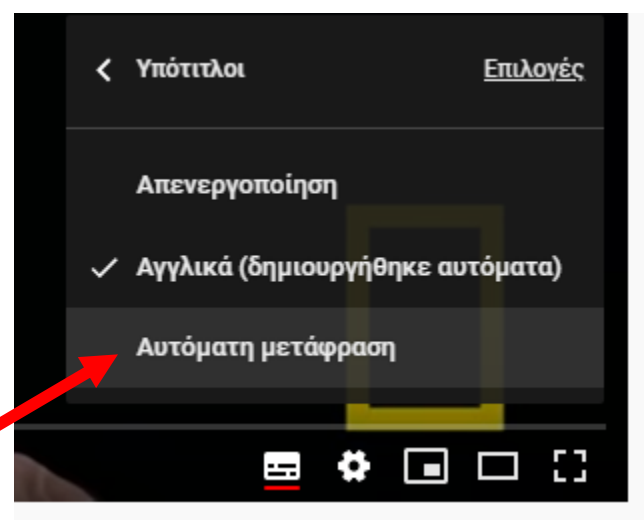 Υπότιτλοι Επιλογές
Απενεργοποίηση
Αγγλικά (δημιουργήθηκε αυτόματα)
Αυτόματη μετάφραση